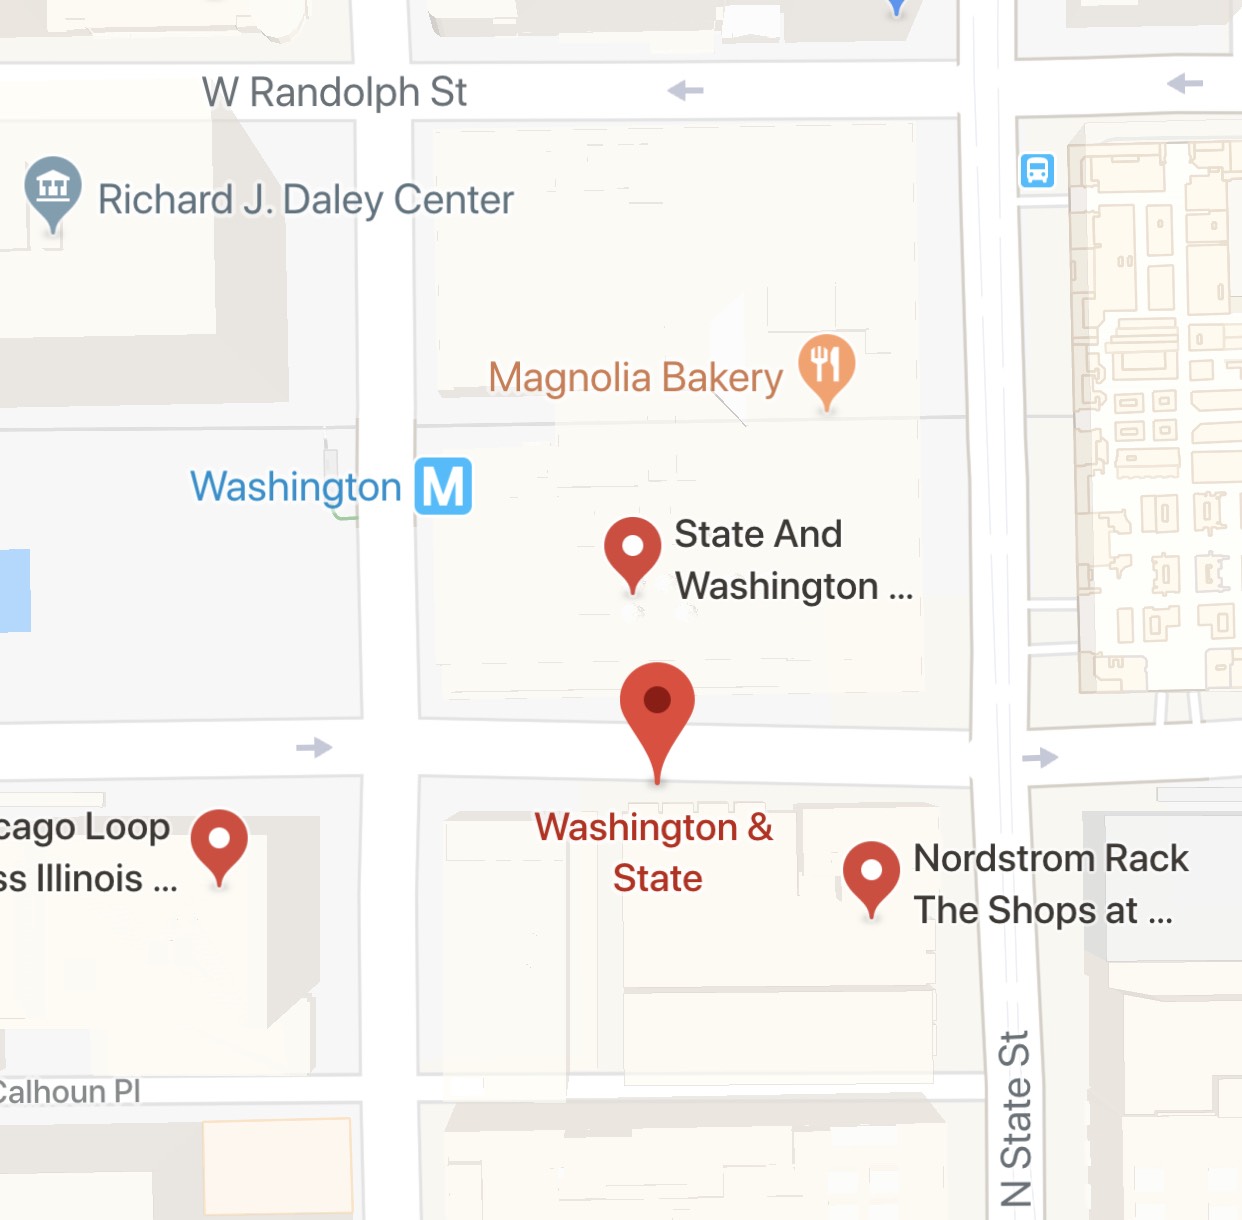 W Randolph St
Richard J. Daley Center
Magnolia Bakery
Washington
M
State And
Washington ...
Washington &
State
cago Loop
ss Illinois ...
Nordstrom Rack
The Shops at ...
Calhoun Pl
N State St